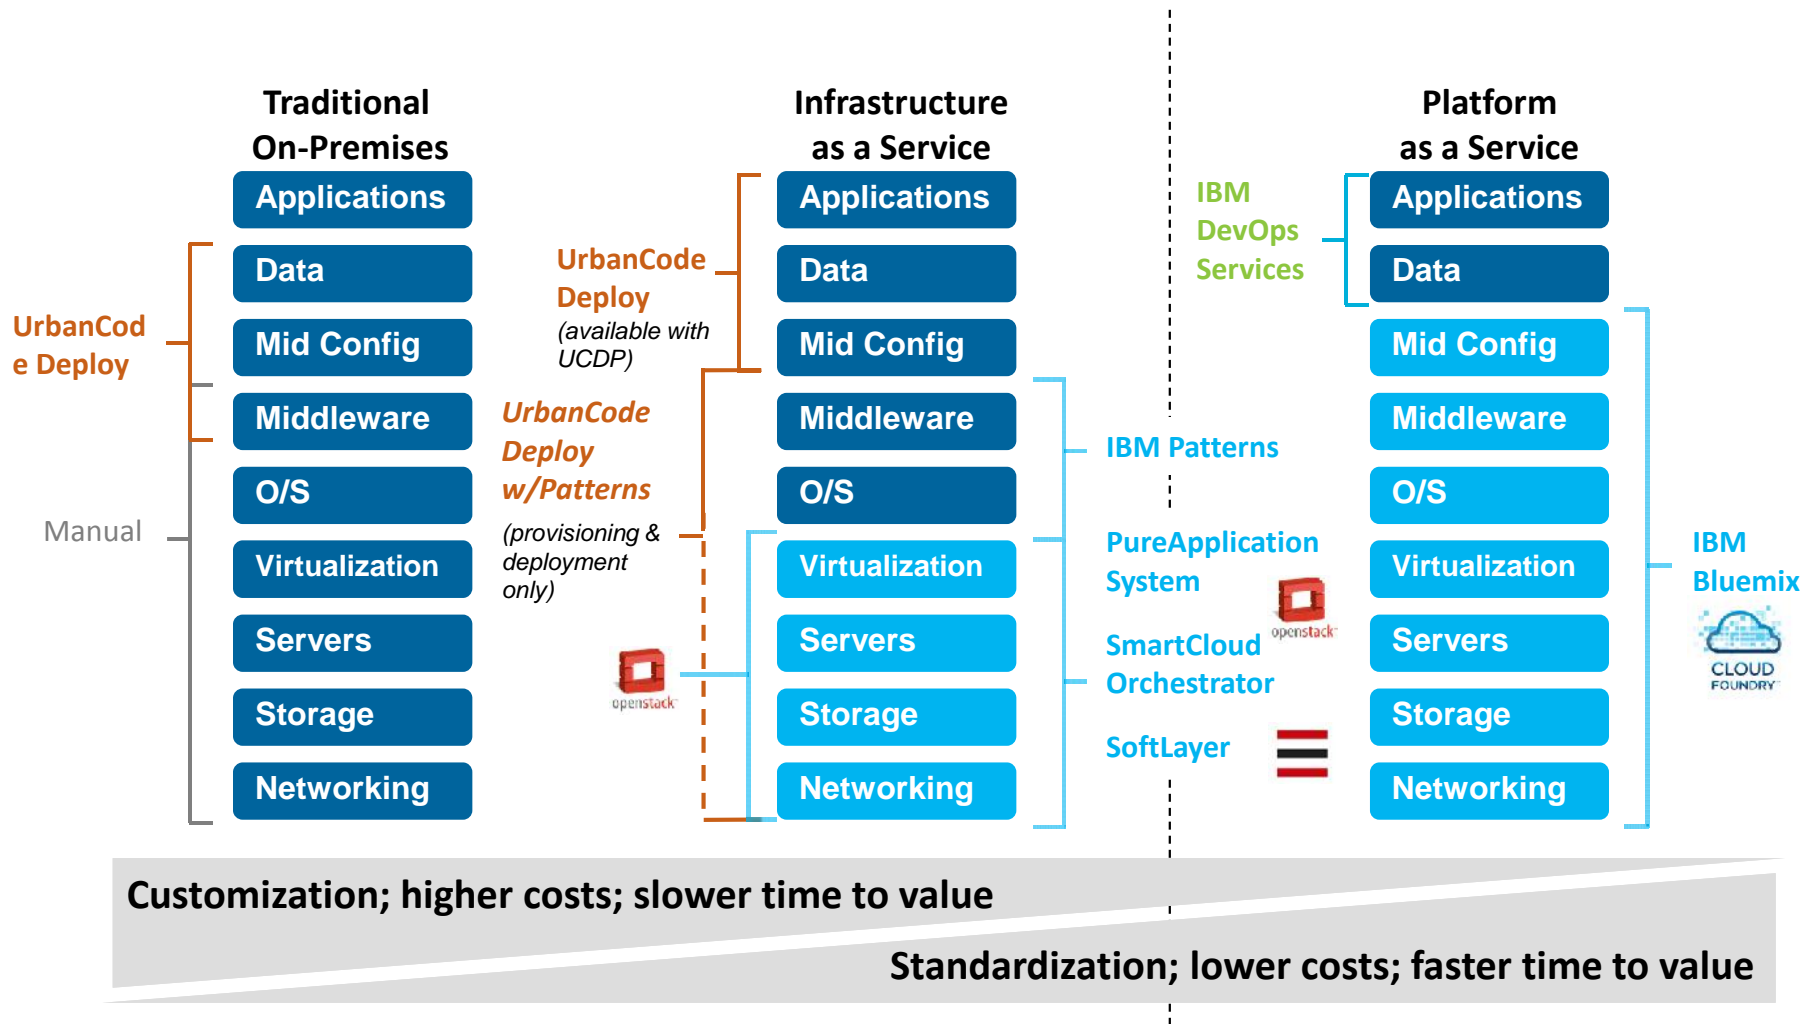 Traditional
On-Premises
Applications
Data
Mid Config
Middleware
O/S
Virtualization
Servers
Storage
Networking
UrbanCod
e Deploy
Manual
Infrastructure
as a Service
Applications
Data
Mid Config
Middleware
O/S
Virtualization
Servers
Storage
Networking
UrbanCode
Deploy
(available with
UCDP)
UrbanCode
Deploy
w/Patterns
(provisioning &
deployment
only)
openstack
IBM Patterns
PureApplication
System
openstack
SmartCloud
Orchestrator
SoftLayer
Platform
as a Service
Applications
Data
Mid Config
Middleware
O/S
Virtualization
Servers
Storage
Networking
IBM
DevOps
Services
IBM
Bluemix
CLOUD
FOUNDRY
Customization; higher costs; slower time to value
Standardization; lower costs; faster time to value